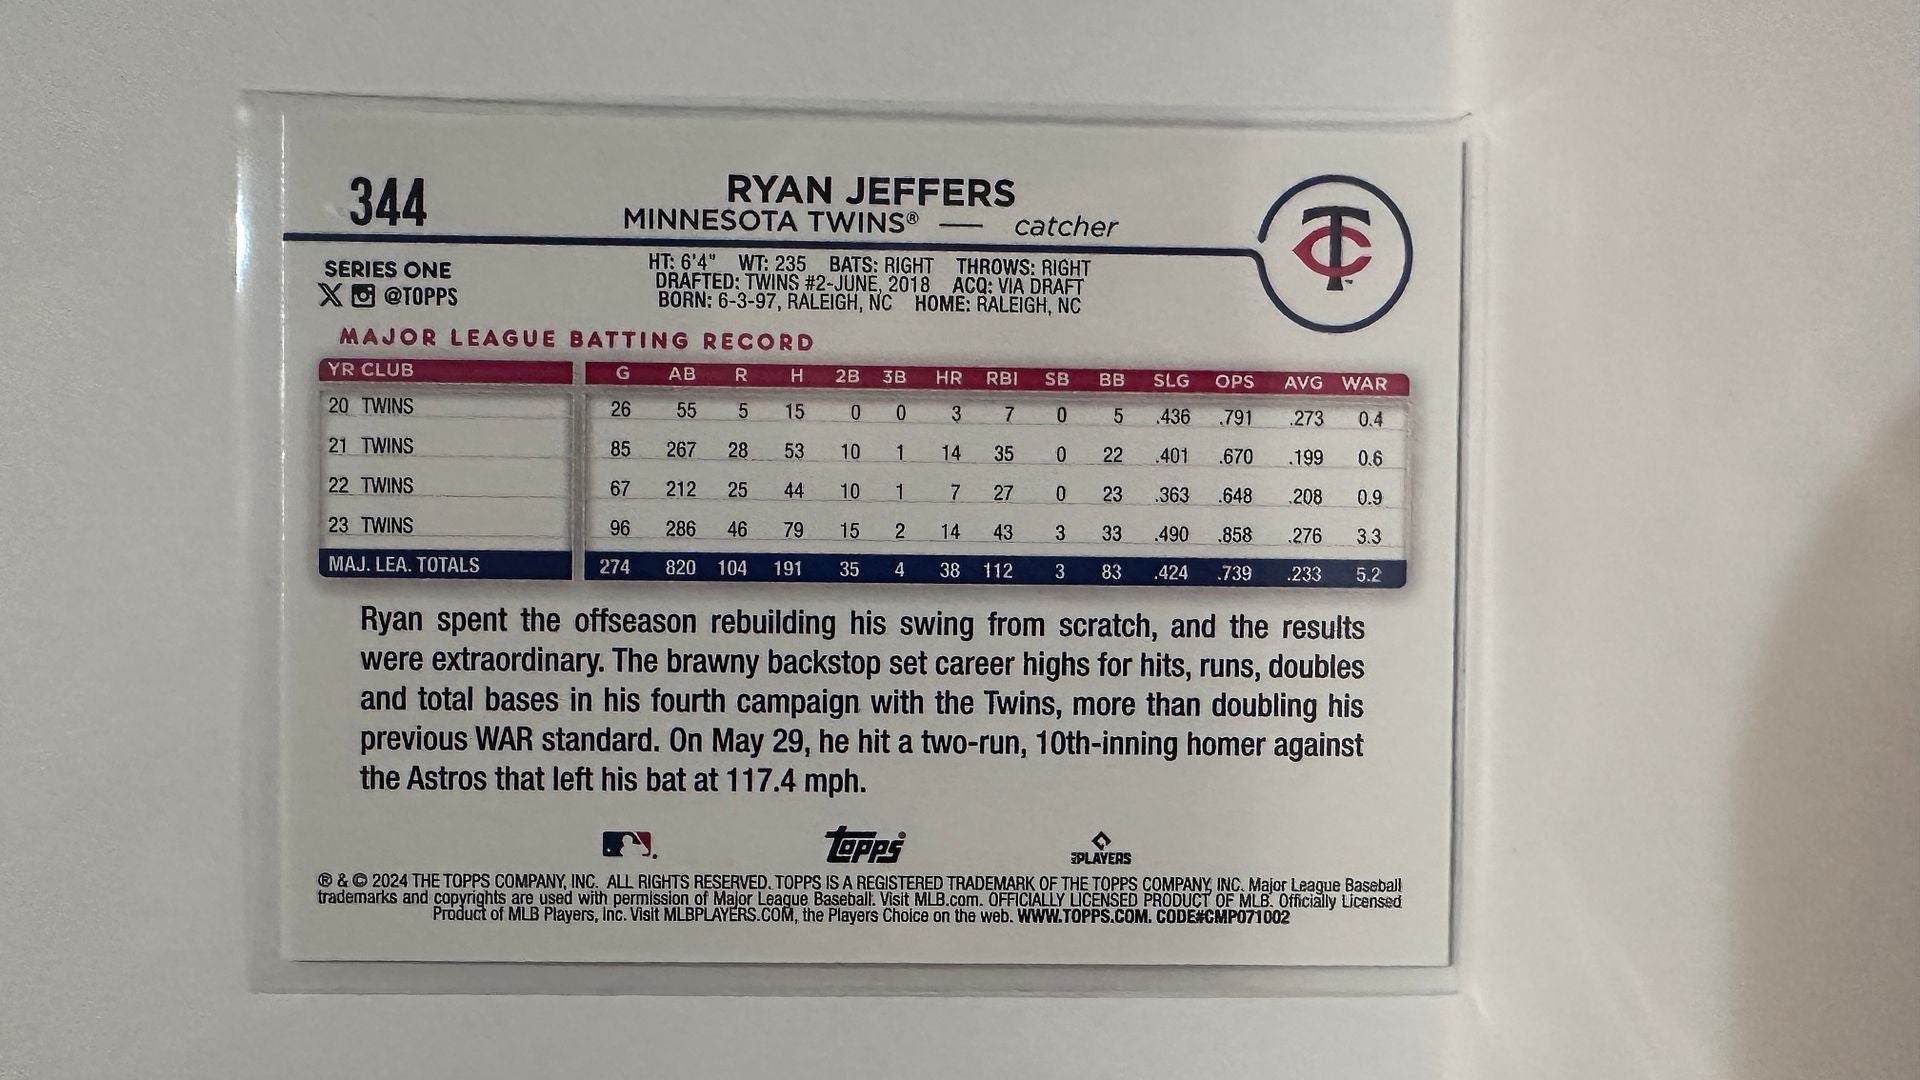 344
RYAN JEFFERS
MINNESOTA TWINS® — catcher
TC
SERIES ONE
X @TOPPS
HT: 6'4" WT: 235 BATS: RIGHT THROWS: RIGHT
DRAFTED: TWINS #2-JUNE, 2018 ACQ: VIA DRAFT
BORN: 6-3-97, RALEIGH, NC HOME: RALEIGH, NC
MAJOR LEAGUE BATTING RECORD
YR CLUB G AB R H 2B 3B HR RBI SB BB SLG OPS AVG WAR
20 TWINS 26 55 5 15 0 0 3 7 0 5 .436 .791 .273 0.4
21 TWINS 85 267 28 53 10 1 14 35 0 22 .401 .670 .199 0.6
22 TWINS 67 212 25 44 10 1 7 27 0 23 .363 .648 .208 0.9
23 TWINS 96 286 46 79 15 2 14 43 3 33 .490 .858 .276 3.3
MAJ. LEA. TOTALS 274 820 104 191 35 4 38 112 3 83 .424 .739 .233 5.2
Ryan spent the offseason rebuilding his swing from scratch, and the results
were extraordinary. The brawny backstop set career highs for hits, runs, doubles
and total bases in his fourth campaign with the Twins, more than doubling his
previous WAR standard. On May 29, he hit a two-run, 10th-inning homer against
the Astros that left his bat at 117.4 mph.
topps
MLB PLAYERS
® & © 2024 THE TOPPS COMPANY, INC. ALL RIGHTS RESERVED. TOPPS IS A REGISTERED TRADEMARK OF THE TOPPS COMPANY, INC. Major League Baseball
trademarks and copyrights are used with permission of Major League Baseball. Visit MLB.com. OFFICIALLY LICENSED PRODUCT OF MLB. Officially Licensed
Product of MLB Players, Inc. Visit MLBPLAYERS.COM, the Players Choice on the web. WWW.TOPPS.COM. CODE#CMP071002